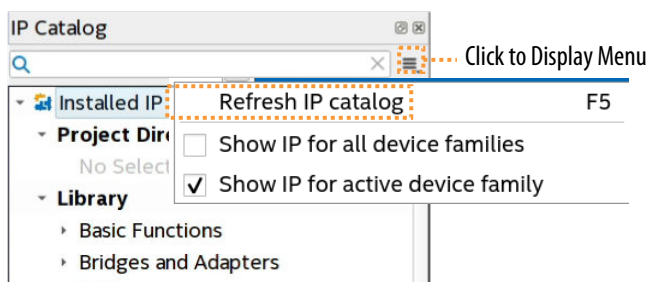 IP Catalog
Click to Display Menu
Installed IP
Refresh IP catalog F5
Project Dire
Show IP for all device families
No Select
Show IP for active device family
Library
Basic Functions
Bridges and Adapters